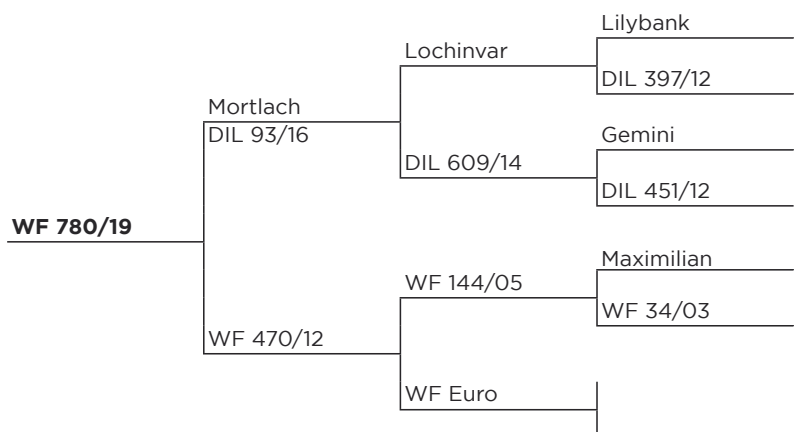 Lilybank
Lochinvar
DIL 397/12
Mortlach
DIL 93/16
Gemini
DIL 609/14
DIL 451/12
WF 780/19
Maximilian
WF 144/05
WF 34/03
WF 470/12
WF Euro